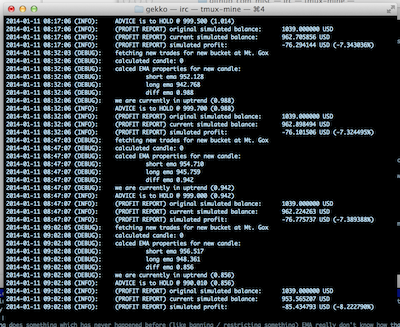 gekko — irc — tmux-mine — ⌘4
2014-01-11 08:17:06 (INFO): ADVICE is to HOLD @ 999.500 (1.014)
2014-01-11 08:17:06 (INFO): (PROFIT REPORT) original simulated balance: 1039.000000 USD
2014-01-11 08:17:06 (INFO): (PROFIT REPORT) current simulated balance: 962.705856 USD
2014-01-11 08:17:06 (INFO): (PROFIT REPORT) simulated profit: -76.294144 USD (-7.343036%)
2014-01-11 08:32:03 (DEBUG): fetching new trades for new bucket at Mt. Gox
2014-01-11 08:32:06 (DEBUG): calculated candle: 0
2014-01-11 08:32:06 (DEBUG): calced EMA properties for new candle:
2014-01-11 08:32:06 (DEBUG): short ema 952.128
2014-01-11 08:32:06 (DEBUG): long ema 942.768
2014-01-11 08:32:06 (DEBUG): diff ema 0.988
2014-01-11 08:32:06 (DEBUG): we are currently in uptrend (0.988)
2014-01-11 08:32:06 (INFO): ADVICE is to HOLD @ 999.700 (0.988)
2014-01-11 08:32:06 (INFO): (PROFIT REPORT) original simulated balance: 1039.000000 USD
2014-01-11 08:32:06 (INFO): (PROFIT REPORT) current simulated balance: 962.898494 USD
2014-01-11 08:32:06 (INFO): (PROFIT REPORT) simulated profit: -76.101506 USD (-7.324495%)
2014-01-11 08:47:03 (DEBUG): fetching new trades for new bucket at Mt. Gox
2014-01-11 08:47:07 (DEBUG): calculated candle: 0
2014-01-11 08:47:07 (DEBUG): calced EMA properties for new candle:
2014-01-11 08:47:07 (DEBUG): short ema 954.710
2014-01-11 08:47:07 (DEBUG): long ema 945.759
2014-01-11 08:47:07 (DEBUG): diff ema 0.942
2014-01-11 08:47:07 (DEBUG): we are currently in uptrend (0.942)
2014-01-11 08:47:07 (INFO): ADVICE is to HOLD @ 999.000 (0.942)
2014-01-11 08:47:07 (INFO): (PROFIT REPORT) original simulated balance: 1039.000000 USD
2014-01-11 08:47:07 (INFO): (PROFIT REPORT) current simulated balance: 962.224263 USD
2014-01-11 08:47:07 (INFO): (PROFIT REPORT) simulated profit: -76.775737 USD (-7.389388%)
2014-01-11 09:02:05 (DEBUG): fetching new trades for new bucket at Mt. Gox
2014-01-11 09:02:08 (DEBUG): calculated candle: 0
2014-01-11 09:02:08 (DEBUG): calced EMA properties for new candle:
2014-01-11 09:02:08 (DEBUG): short ema 956.517
2014-01-11 09:02:08 (DEBUG): long ema 948.361
2014-01-11 09:02:08 (DEBUG): diff ema 0.856
2014-01-11 09:02:08 (DEBUG): we are currently in uptrend (0.856)
2014-01-11 09:02:08 (INFO): ADVICE is to HOLD @ 990.010 (0.856)
2014-01-11 09:02:08 (INFO): (PROFIT REPORT) original simulated balance: 1039.000000 USD
2014-01-11 09:02:08 (INFO): (PROFIT REPORT) current simulated balance: 953.565207 USD
2014-01-11 09:02:08 (INFO): (PROFIT REPORT) simulated profit: -85.434793 USD (-8.222790%)
does something which has never happened before (like banning / restricting something) EMA really don't know how the